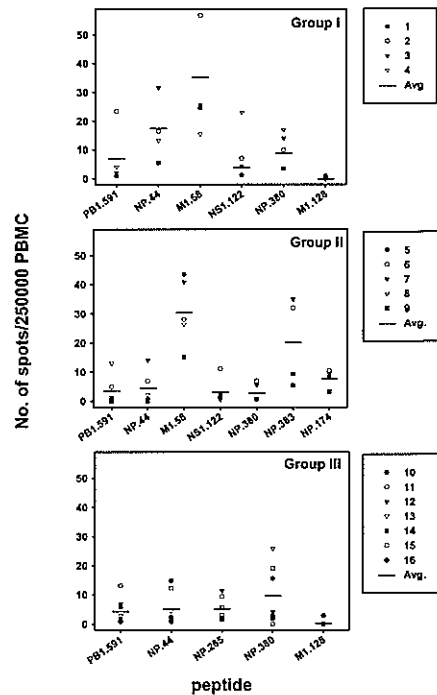 Group I
50
40
30
20
10
0
PB1.591
NP.44
M1.58
NS1.122
NP.380
M1.128
1
2
3
4
Avg
No. of spots/250000 PBMC
Group II
50
40
30
20
10
0
PB1.591
NP.44
M1.58
NS1.122
NP.380
NP.383
NP.174
5
6
7
8
9
Avg.
Group III
50
40
30
20
10
0
PB1.591
NP.44
NP.265
NP.380
M1.128
10
11
12
13
14
15
16
Avg.
peptide